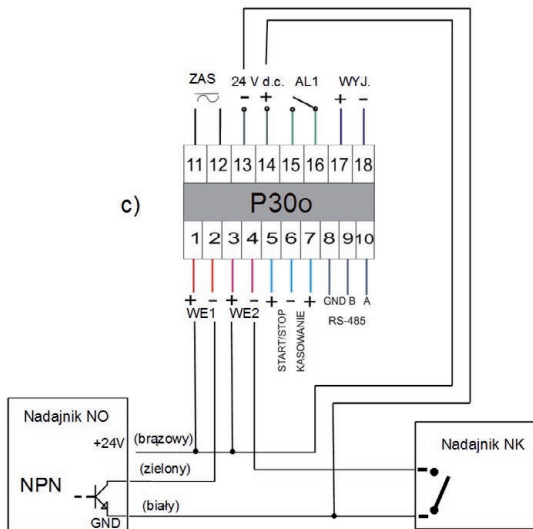 ZAS 24 V d.c. AL1 WYJ.
- + + -
11 12 13 14 15 16 17 18
c) P30o
1 2 3 4 5 6 7 8 9 10
+ - + - + - + GND B A
WE1 WE2 START/STOP KASOWANIE RS-485
Nadajnik NO
+24V (brązowy)
(zielony)
NPN
(biały)
GND
Nadajnik NK
-
-